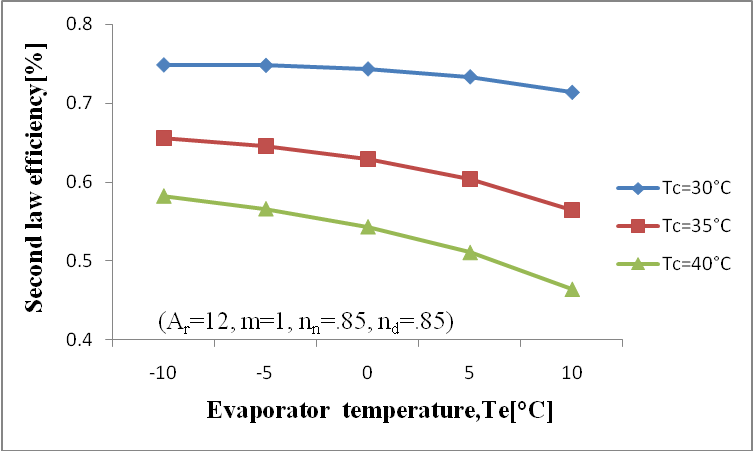 0.8
0.7
0.6
0.5
0.4
Second law efficiency[%]
Tc=30°C
Tc=35°C
Tc=40°C
(Ar=12, m=1, nn=.85, nd=.85)
-10 -5 0 5 10
Evaporator temperature,Te[°C]